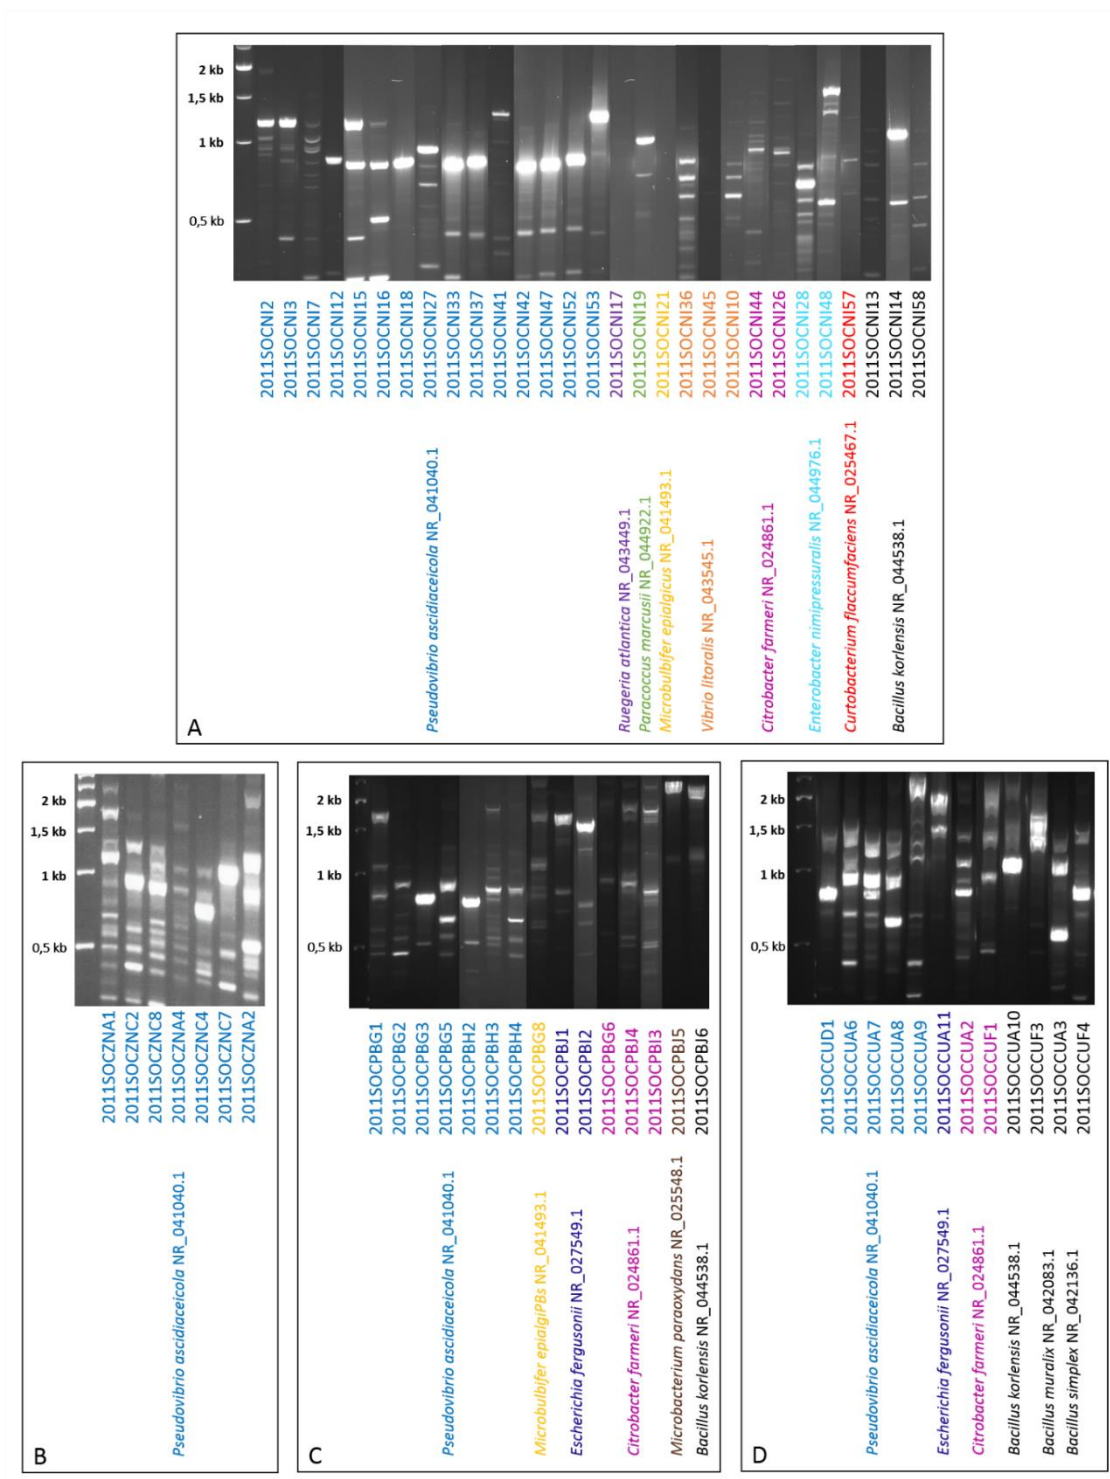 2 kb
1,5 kb
1 kb
0,5 kb
2011SOCNI2
2011SOCNI3
2011SOCNI7
2011SOCNI12
2011SOCNI15
2011SOCNI16
2011SOCNI18
2011SOCNI27
2011SOCNI33
2011SOCNI37
2011SOCNI41
2011SOCNI42
2011SOCNI47
2011SOCNI52
2011SOCNI53
2011SOCNI17
2011SOCNI19
2011SOCNI21
2011SOCNI36
2011SOCNI45
2011SOCNI10
2011SOCNI44
2011SOCNI26
2011SOCNI28
2011SOCNI48
2011SOCNI57
2011SOCNI13
2011SOCNI14
2011SOCNI58
Pseudovibrio ascidiaceicola NR_041040.1
Ruegeria atlantica NR_043449.1
Paracoccus marcusii NR_044922.1
Microbulbifer epialgicus NR_041493.1
Vibrio litoralis NR_043545.1
Citrobacter farmeri NR_024861.1
Enterobacter nimipressuralis NR_044976.1
Curtobacterium flaccumfaciens NR_025467.1
Bacillus korlensis NR_044538.1
A
2 kb
1,5 kb
1 kb
0,5 kb
2011SOCZNA1
2011SOCZNC2
2011SOCZNC8
2011SOCZNA4
2011SOCZNC4
2011SOCZNC7
2011SOCZNA2
Pseudovibrio ascidiaceicola NR_041040.1
B
2 kb
1,5 kb
1 kb
0,5 kb
2011SOCPBG1
2011SOCPBG2
2011SOCPBG3
2011SOCPBG5
2011SOCPBH2
2011SOCPBH3
2011SOCPBH4
2011SOCPBG8
2011SOCPBJ1
2011SOCPBI2
2011SOCPBG6
2011SOCPBJ4
2011SOCPBI3
2011SOCPBJ5
2011SOCPBJ6
Pseudovibrio ascidiaceicola NR_041040.1
Microbulbifer epialgiPBs NR_041493.1
Escherichia fergusonii NR_027549.1
Citrobacter farmeri NR_024861.1
Microbacterium paraoxydans NR_025548.1
Bacillus korlensis NR_044538.1
C
2 kb
1,5 kb
1 kb
0,5 kb
2011SOCCUD1
2011SOCCUA6
2011SOCCUA7
2011SOCCUA8
2011SOCCUA9
2011SOCCUA11
2011SOCCUA2
2011SOCCUF1
2011SOCCUA10
2011SOCCUF3
2011SOCCUA3
2011SOCCUF4
Pseudovibrio ascidiaceicola NR_041040.1
Escherichia fergusonii NR_027549.1
Citrobacter farmeri NR_024861.1
Bacillus korlensis NR_044538.1
Bacillus muralix NR_042083.1
Bacillus simplex NR_042136.1
D